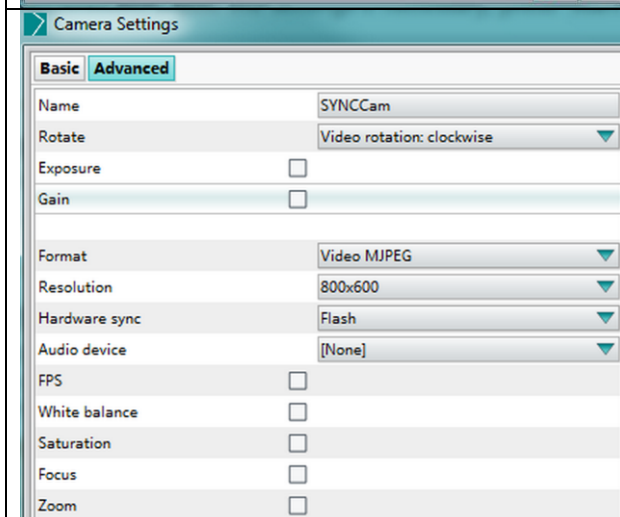 Camera Settings
Basic Advanced
Name SYNCCam
Rotate Video rotation: clockwise
Exposure
Gain
Format Video MJPEG
Resolution 800x600
Hardware sync Flash
Audio device [None]
FPS
White balance
Saturation
Focus
Zoom